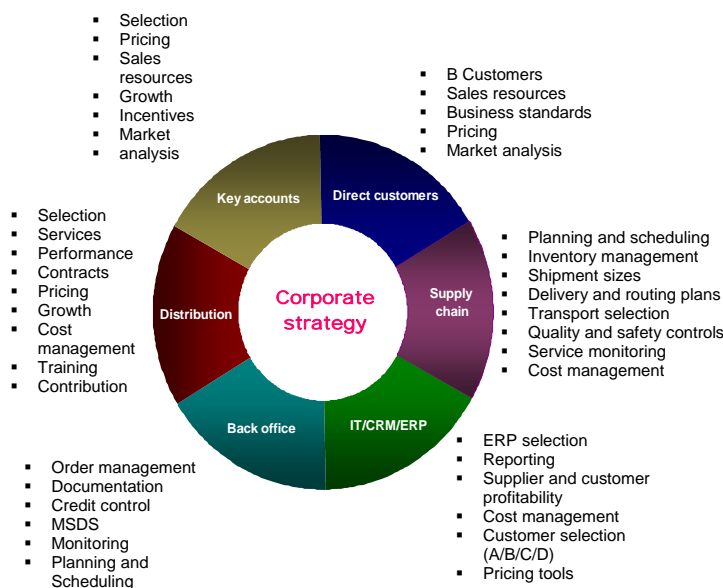 ▪ Selection
▪ Pricing
▪ Sales
resources
▪ Growth
▪ Incentives
▪ Market
▪ analysis
▪ B Customers
▪ Sales resources
▪ Business standards
▪ Pricing
▪ Market analysis
Key accounts
Direct customers
▪ Selection
▪ Services
▪ Performance
▪ Contracts
▪ Pricing
▪ Growth
▪ Cost
management
▪ Training
▪ Contribution
Distribution
Corporate
strategy
Supply
chain
▪ Planning and scheduling
▪ Inventory management
▪ Shipment sizes
▪ Delivery and routing plans
▪ Transport selection
▪ Quality and safety controls
▪ Service monitoring
▪ Cost management
Back office
IT/CRM/ERP
▪ Order management
▪ Documentation
▪ Credit control
▪ MSDS
▪ Monitoring
▪ Planning and
Scheduling
▪ ERP selection
▪ Reporting
▪ Supplier and customer
profitability
▪ Cost management
▪ Customer selection
(A/B/C/D)
▪ Pricing tools